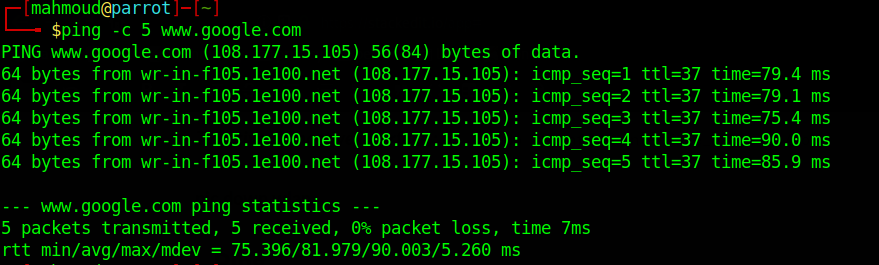 ┌─[mahmoud@parrot]─[~]
└──╼ $ping -c 5 www.google.com
PING www.google.com (108.177.15.105) 56(84) bytes of data.
64 bytes from wr-in-f105.1e100.net (108.177.15.105): icmp_seq=1 ttl=37 time=79.4 ms
64 bytes from wr-in-f105.1e100.net (108.177.15.105): icmp_seq=2 ttl=37 time=79.1 ms
64 bytes from wr-in-f105.1e100.net (108.177.15.105): icmp_seq=3 ttl=37 time=75.4 ms
64 bytes from wr-in-f105.1e100.net (108.177.15.105): icmp_seq=4 ttl=37 time=90.0 ms
64 bytes from wr-in-f105.1e100.net (108.177.15.105): icmp_seq=5 ttl=37 time=85.9 ms

--- www.google.com ping statistics ---
5 packets transmitted, 5 received, 0% packet loss, time 7ms
rtt min/avg/max/mdev = 75.396/81.979/90.003/5.260 ms